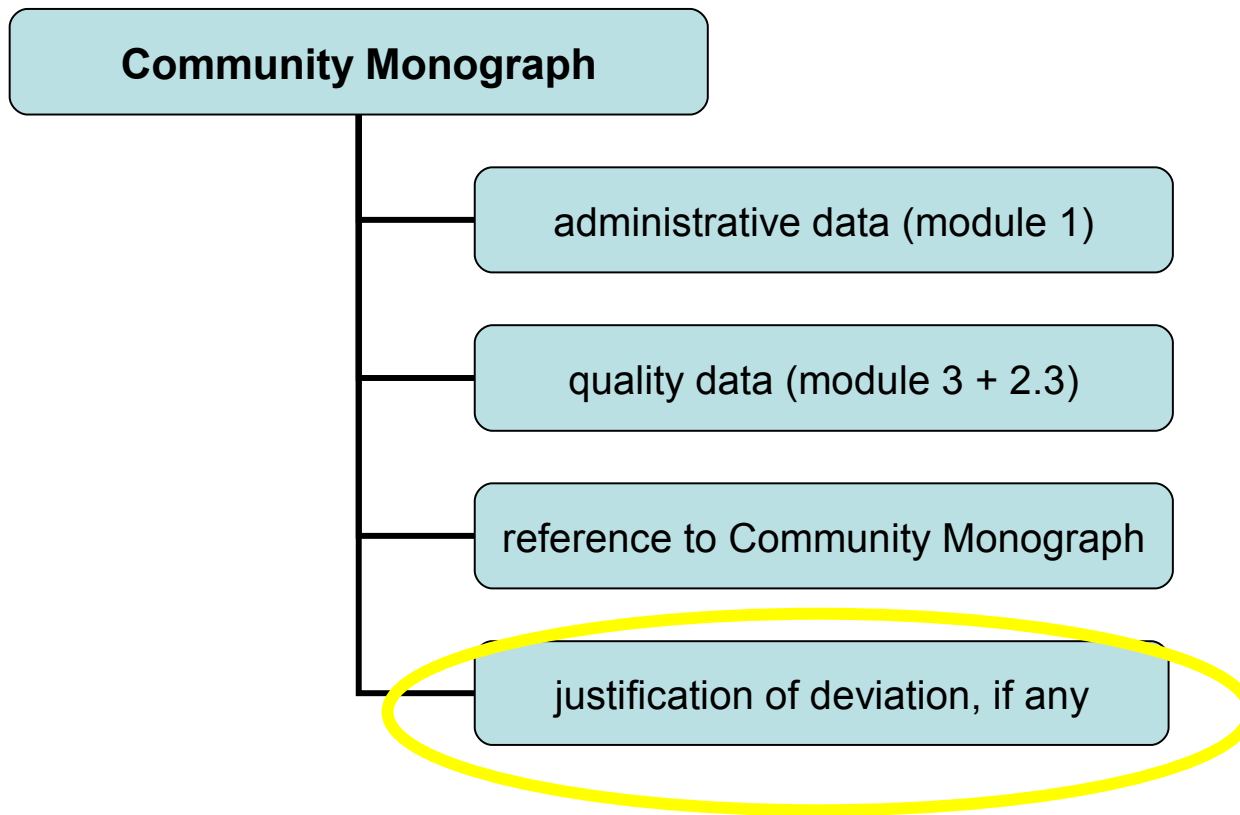 Community Monograph
administrative data (module 1)
quality data (module 3 + 2.3)
reference to Community Monograph
justification of deviation, if any